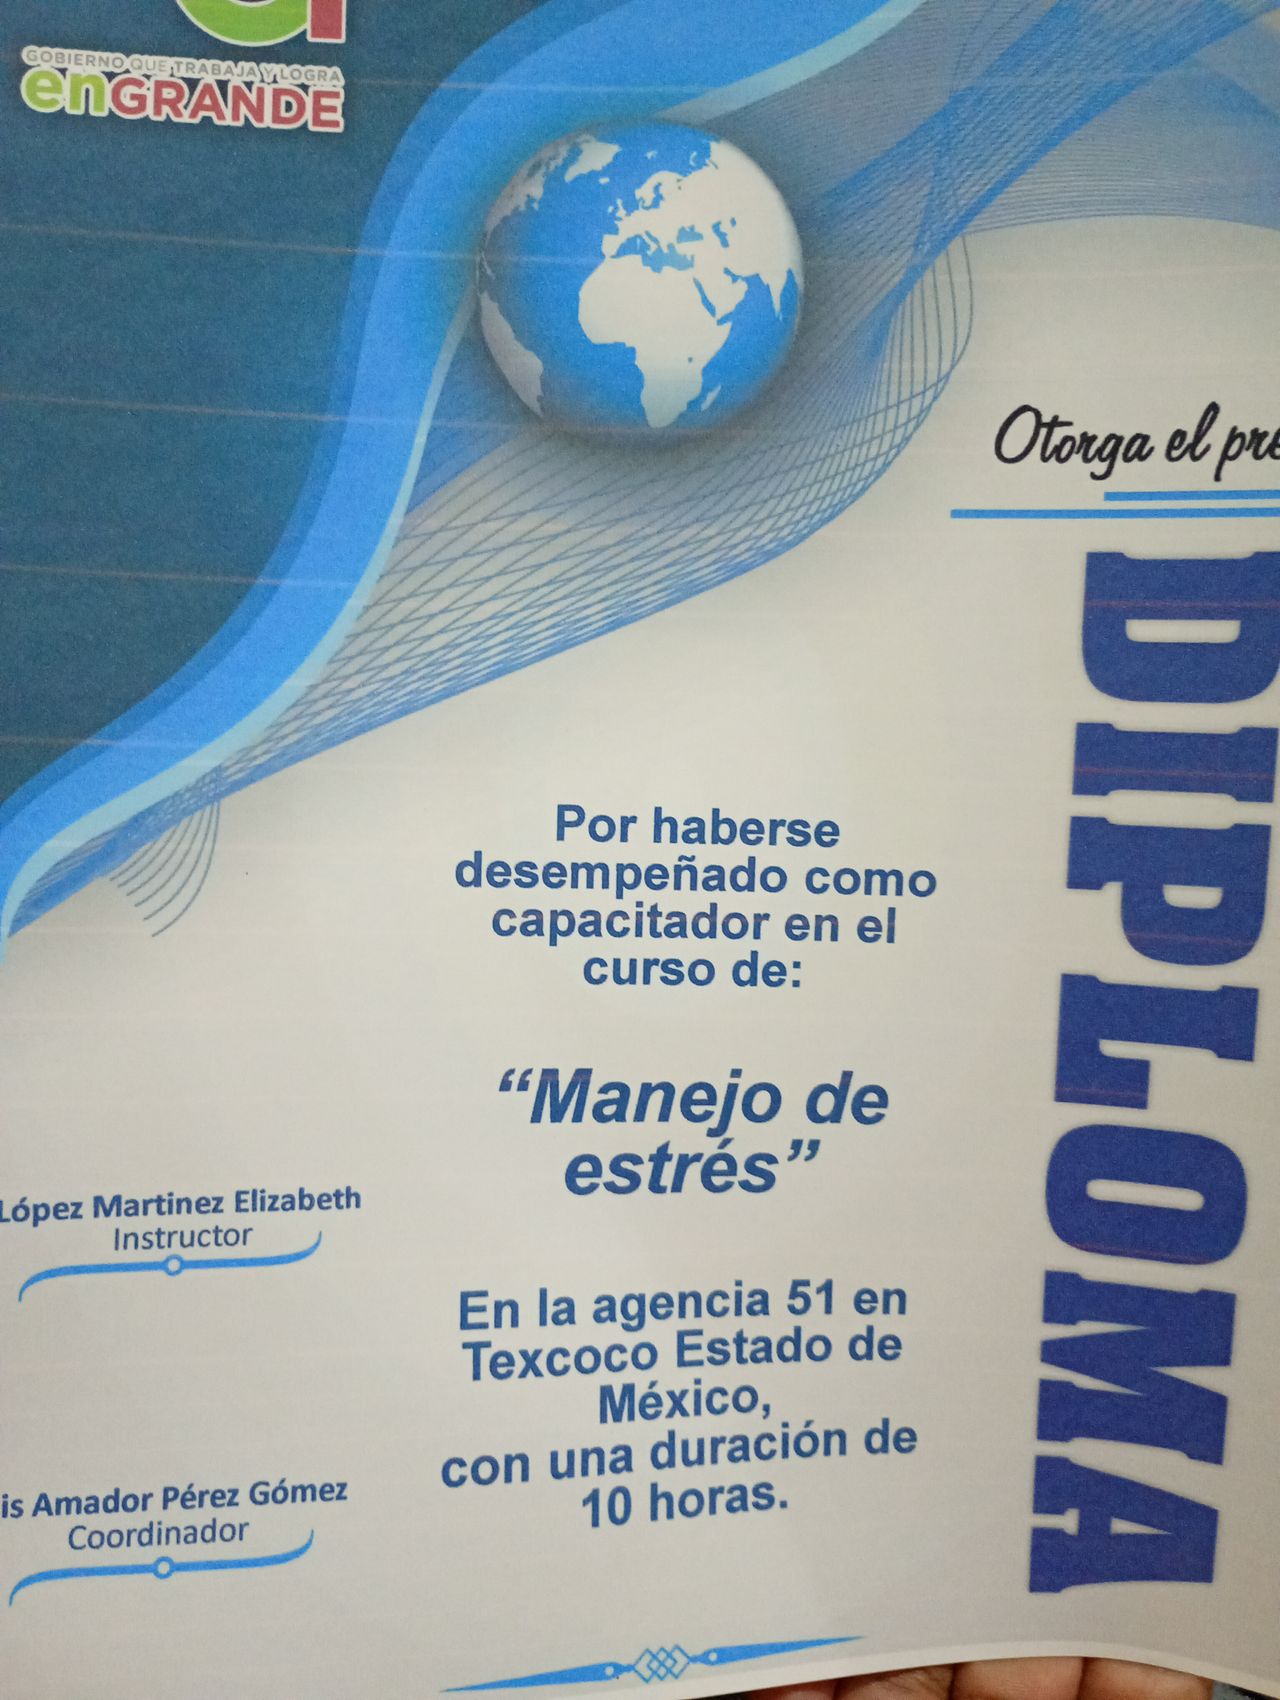 GOBIERNO QUE TRABAJA Y LOGRA
enGRANDE
Otorga el
DIPLOMA
Por haberse
desempeñado como
capacitador en el
curso de:
“Manejo de
estrés”
López Martinez Elizabeth
Instructor
En la agencia 51 en
Texcoco Estado de
México,
con una duración de
10 horas.
Amador Pérez Gómez
Coordinador